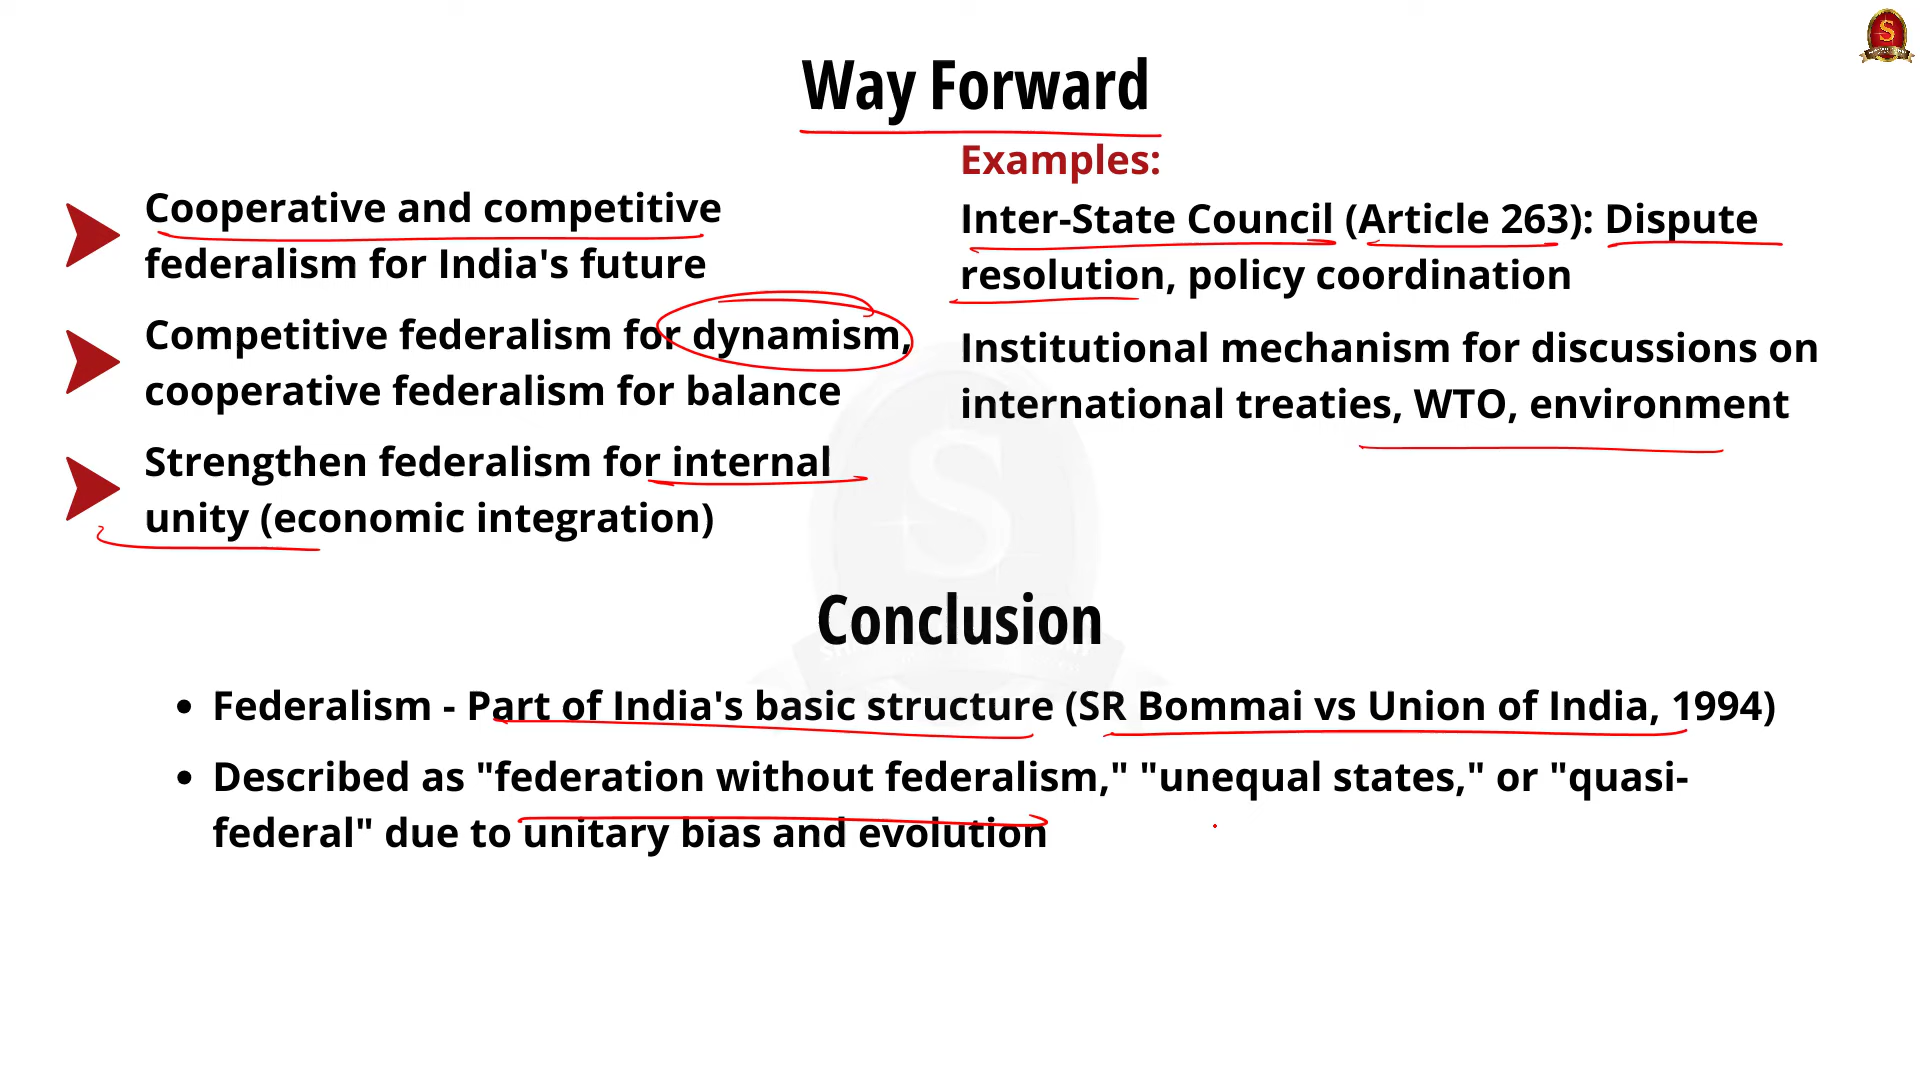 Way Forward
Cooperative and competitive
federalism for India's future
Competitive federalism for dynamism,
cooperative federalism for balance
Strengthen federalism for internal
unity (economic integration)
Examples:
Inter-State Council (Article 263): Dispute
resolution, policy coordination
Institutional mechanism for discussions on
international treaties, WTO, environment
Conclusion
• Federalism - Part of India's basic structure (SR Bommai vs Union of India, 1994)
• Described as "federation without federalism," "unequal states," or "quasi-
federal" due to unitary bias and evolution
S
S